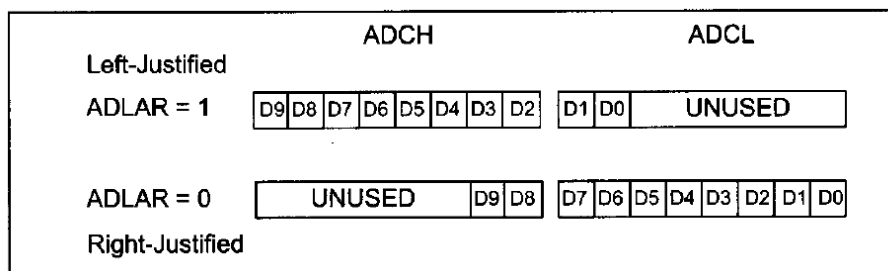 ADCH ADCL
Left-Justified
ADLAR = 1 D9 D8 D7 D6 D5 D4 D3 D2 D1 D0 UNUSED
ADLAR = 0 UNUSED D9 D8 D7 D6 D5 D4 D3 D2 D1 D0
Right-Justified